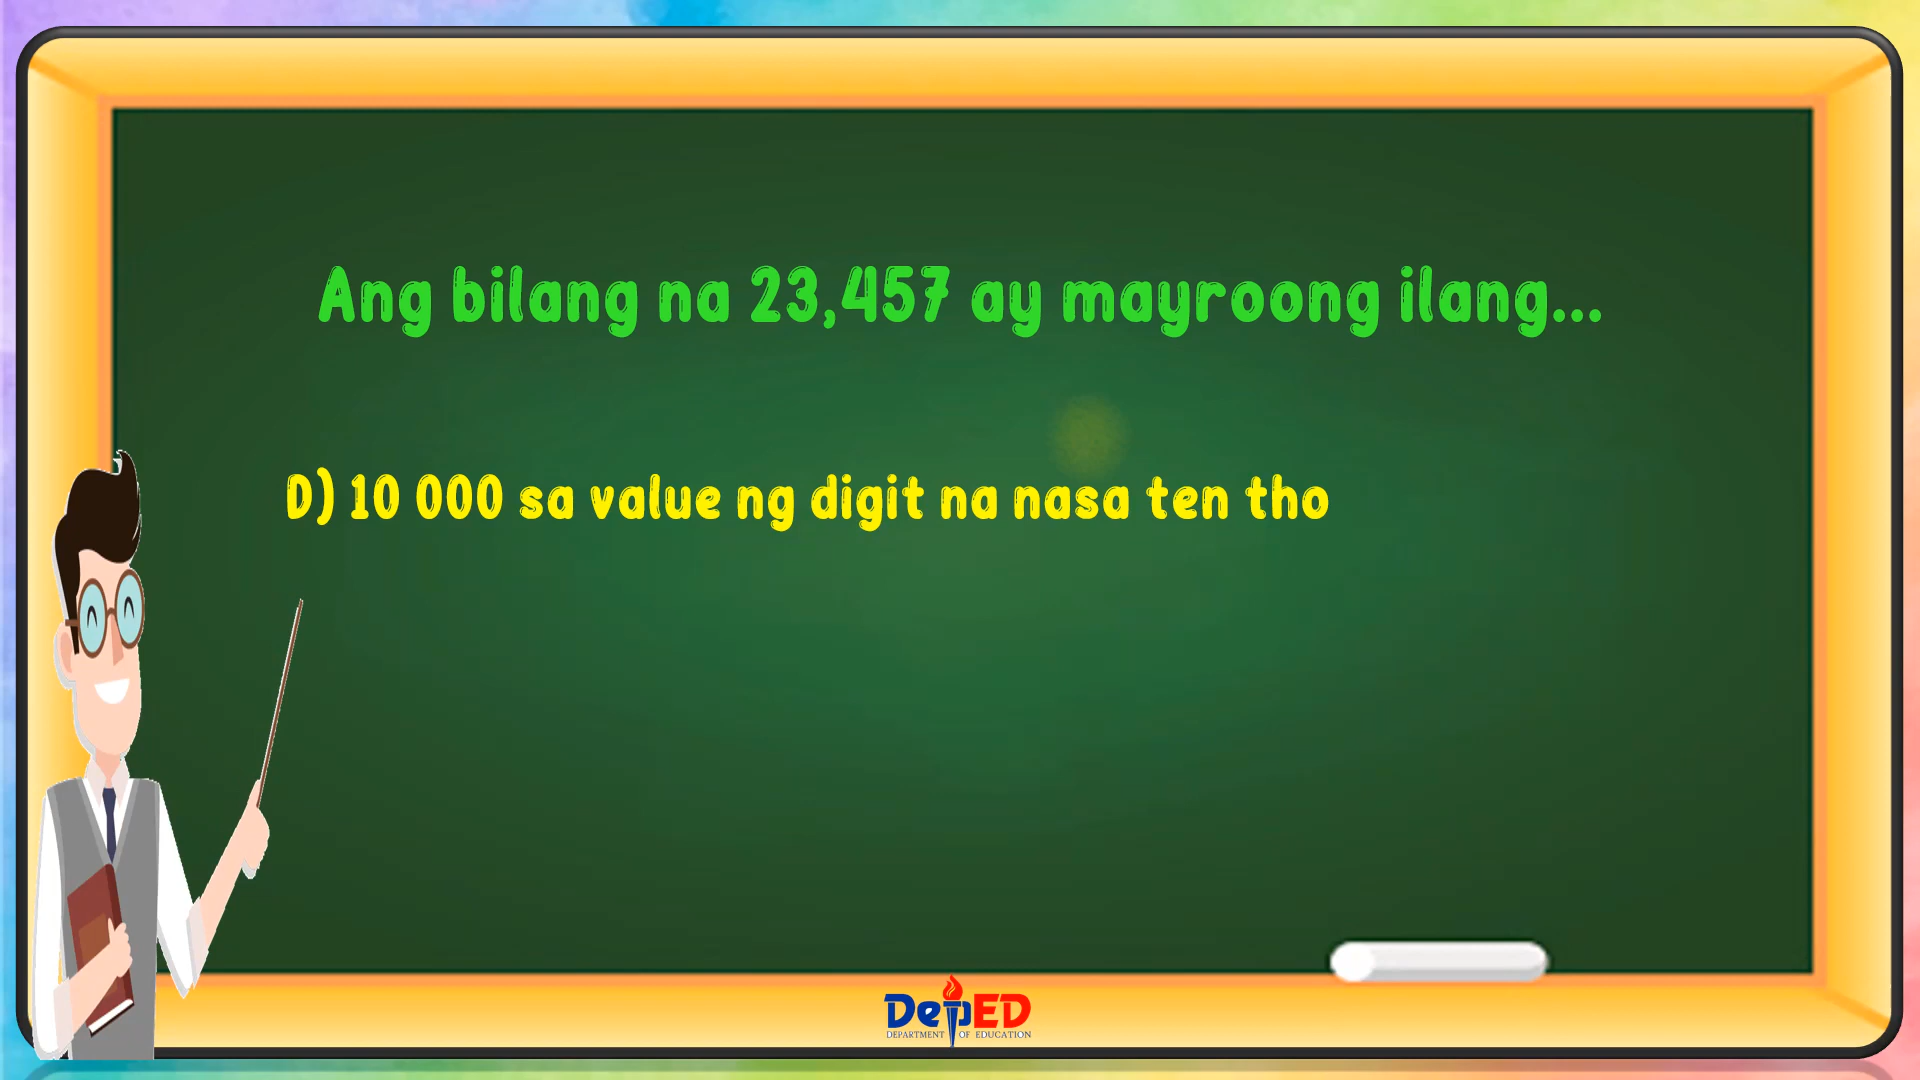 Ang bilang na 23,457 ay mayroong ilang...
D) 10 000 sa value ng digit na nasa ten tho
DepED
DEPARTMENT OF EDUCATION